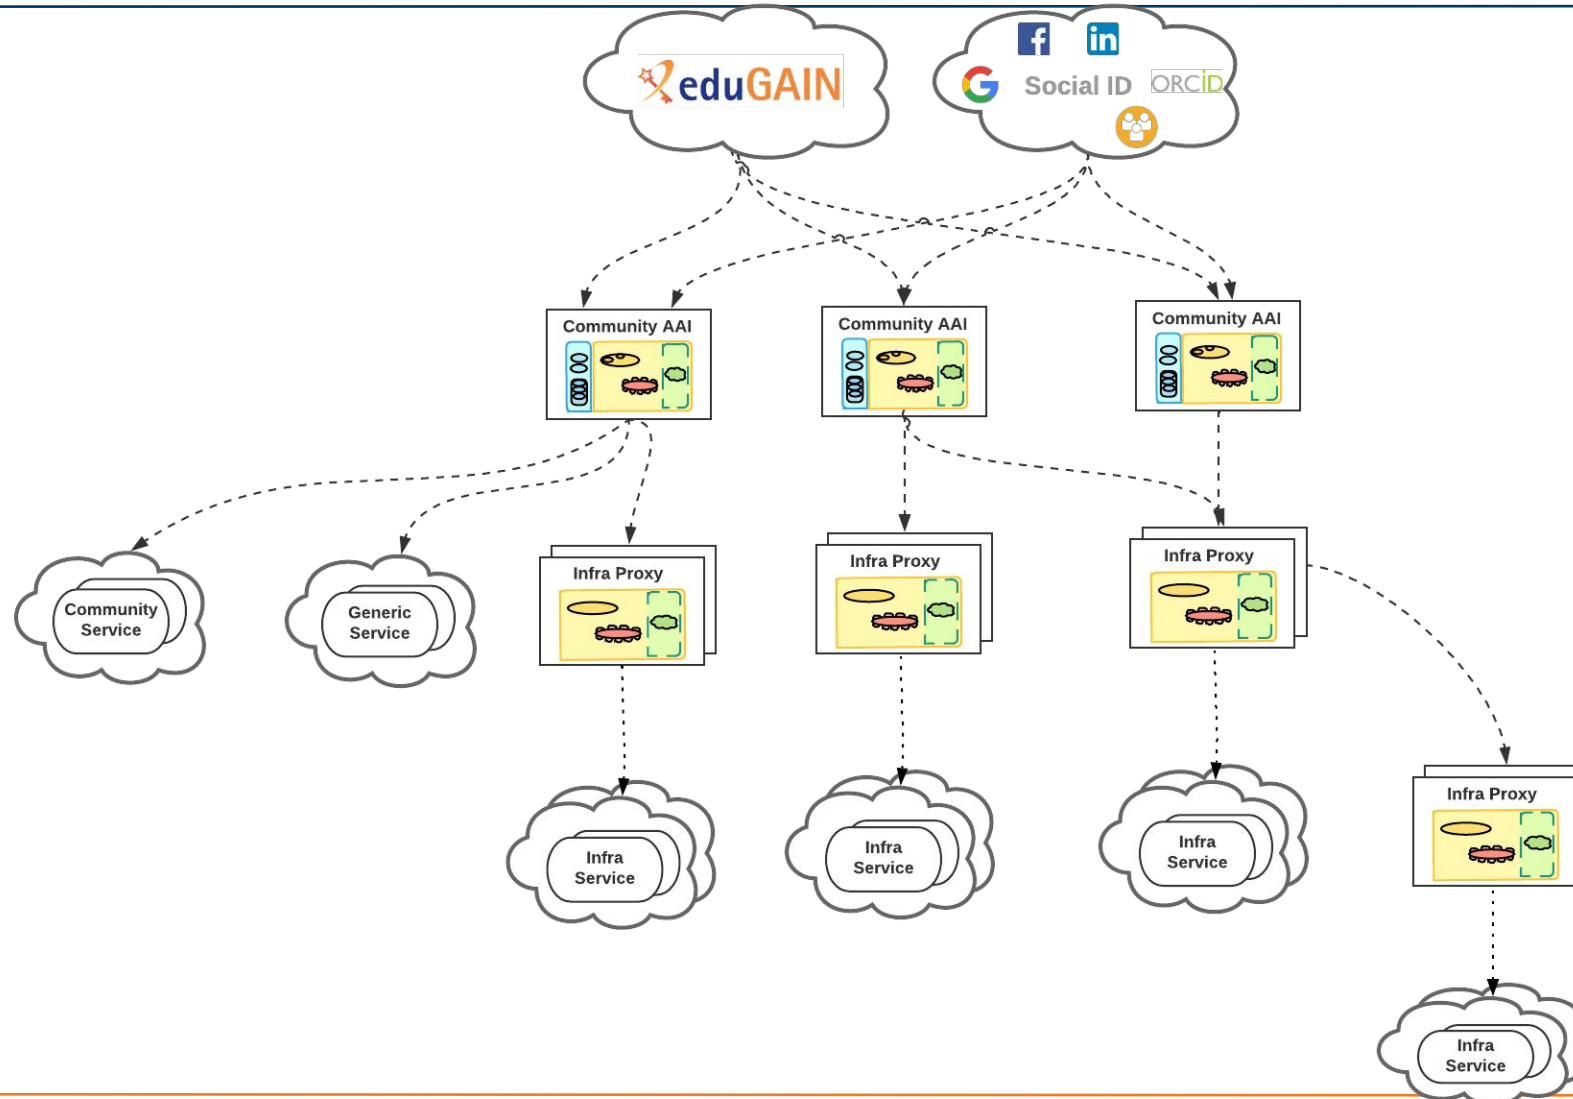 eduGAIN
f
in
G
Social ID
ORCiD
Community AAI
Community AAI
Community AAI
Community
Service
Generic
Service
Infra Proxy
Infra Proxy
Infra Proxy
Infra Proxy
Infra
Service
Infra
Service
Infra
Service
Infra
Service